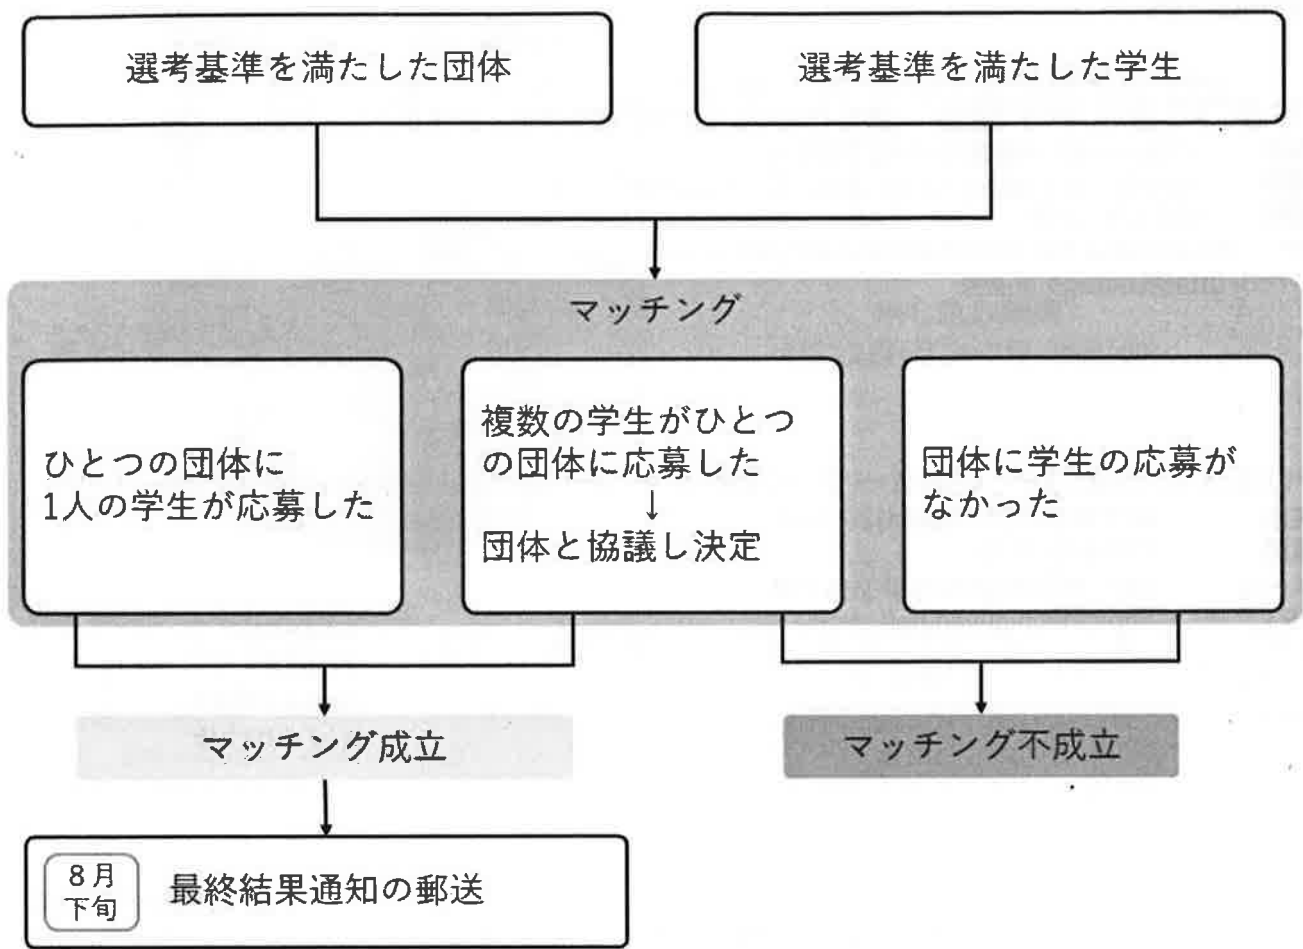 選考基準を満たした団体
選考基準を満たした学生
マッチング
ひとつの団体に
1人の学生が応募した
複数の学生がひとつ
の団体に応募した
↓
団体と協議し決定
団体に学生の応募が
なかった
マッチング成立
マッチング不成立
8月
下旬
最終結果通知の郵送